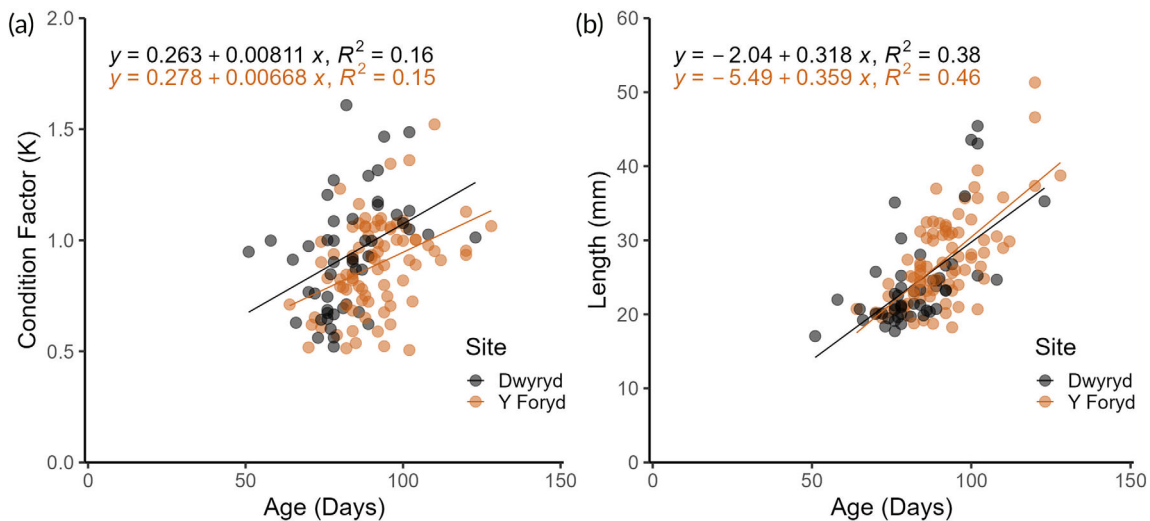 (a)
2.0
1.5
1.0
0.5
0.0
Condition Factor (K)
y = 0.263 + 0.00811 x, R² = 0.16
y = 0.278 + 0.00668 x, R² = 0.15
Site
Dwyryd
Y Foryd
0 50 100 150
Age (Days)
(b)
60
50
40
30
20
10
0
Length (mm)
y = − 2.04 + 0.318 x, R² = 0.38
y = − 5.49 + 0.359 x, R² = 0.46
Site
Dwyryd
Y Foryd
0 50 100 150
Age (Days)